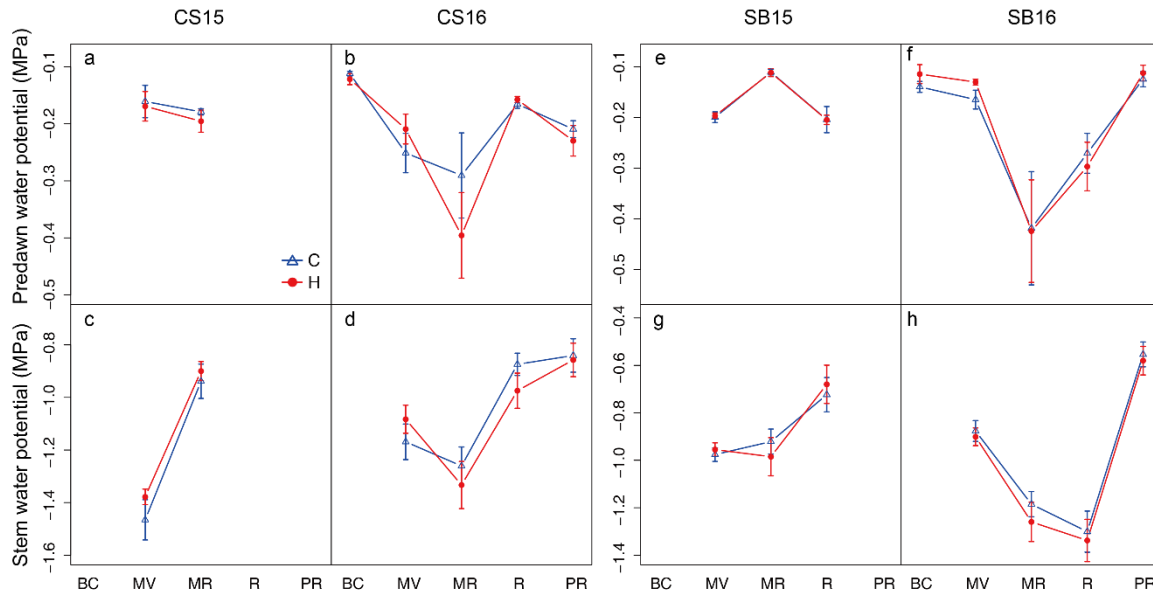 CS15 CS16 SB15 SB16
Predawn water potential (MPa)
a b e f
−0.1 −0.1
−0.2 −0.2
−0.3 −0.3
−0.4 −0.4
−0.5 −0.5
C
H
Stem water potential (MPa)
c d g h
−0.8 −0.4
−1.0 −0.6
−1.2 −0.8
−1.4 −1.0
−1.6 −1.2
−1.4
BC MV MR R PR BC MV MR R PR BC MV MR R PR BC MV MR R PR